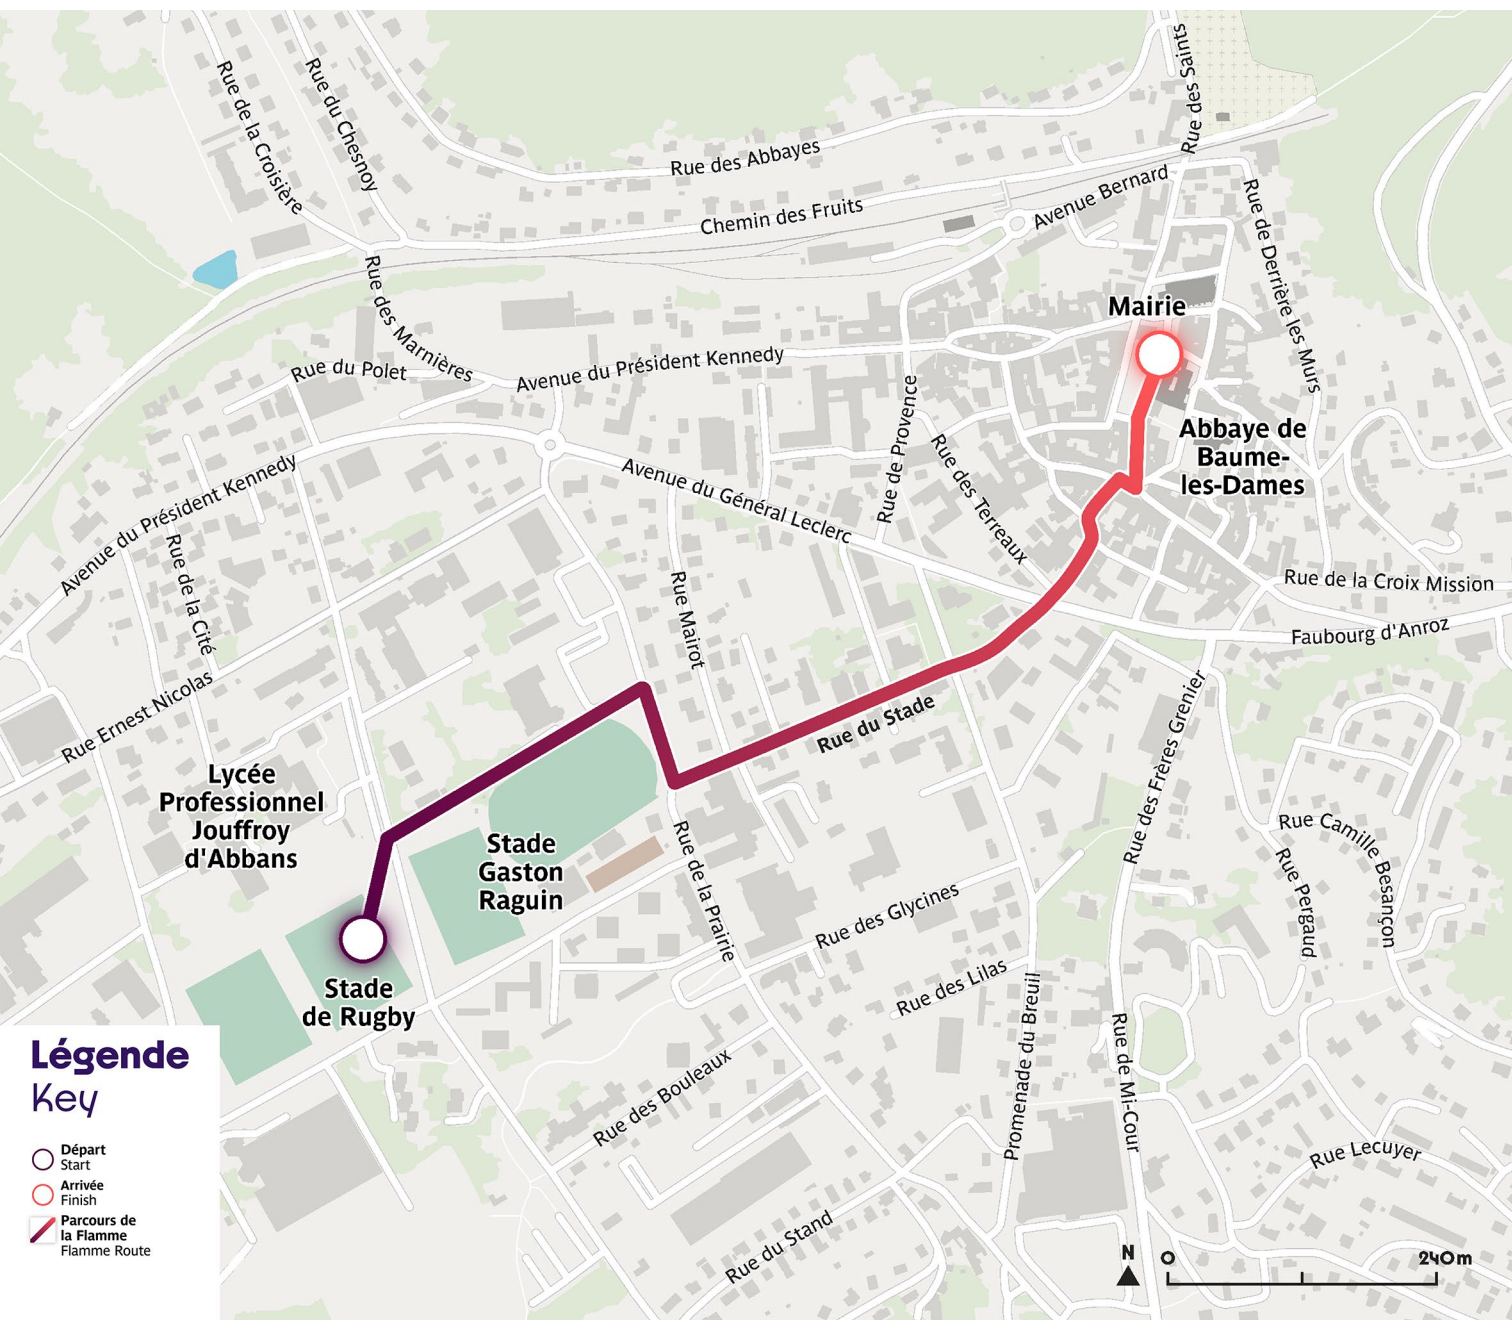 Rue de la Croisière
Rue du Chesnoy
Rue des Abbayes
Chemin des Fruits
Rue des Saints
Avenue Bernard
Rue de Derrière les Murs
Rue des Marnières
Rue du Polet
Avenue du Président Kennedy
Mairie
Abbaye de
Baume-
les-Dames
Avenue du Président Kennedy
Avenue du Général Leclerc
Rue de Provence
Rue des Terreaux
Rue de la Croix Mission
Faubourg d'Anroz
Rue de la Cité
Rue Ernest Nicolas
Rue Mairot
Rue du Stade
Rue des Frères Grenier
Lycée
Professionnel
Jouffroy
d'Abbans
Stade
Gaston
Raguin
Rue de la Prairie
Rue Camille Besançon
Rue Pergaud
Rue des Glycines
Rue des Lilas
Stade
de Rugby
Promenade du Breuil
Rue de Mi-Cour
Rue des Bouleaux
Rue Lecuyer
Rue du Stand
Légende
Key
Départ
Start
Arrivée
Finish
Parcours de
la Flamme
Flamme Route
N
0 240m